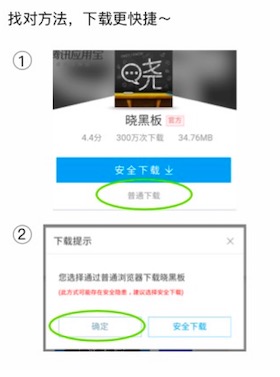 找对方法，下载更快捷～
①
腾讯应用宝
晓
晓黑板 官方
4.4分 300万次下载 34.76MB
安全下载
普通下载
②
下载提示 ×
您选择通过普通浏览器下载晓黑板
(此方式可能存在安全隐患，建议选择安全下载)
确定 安全下载